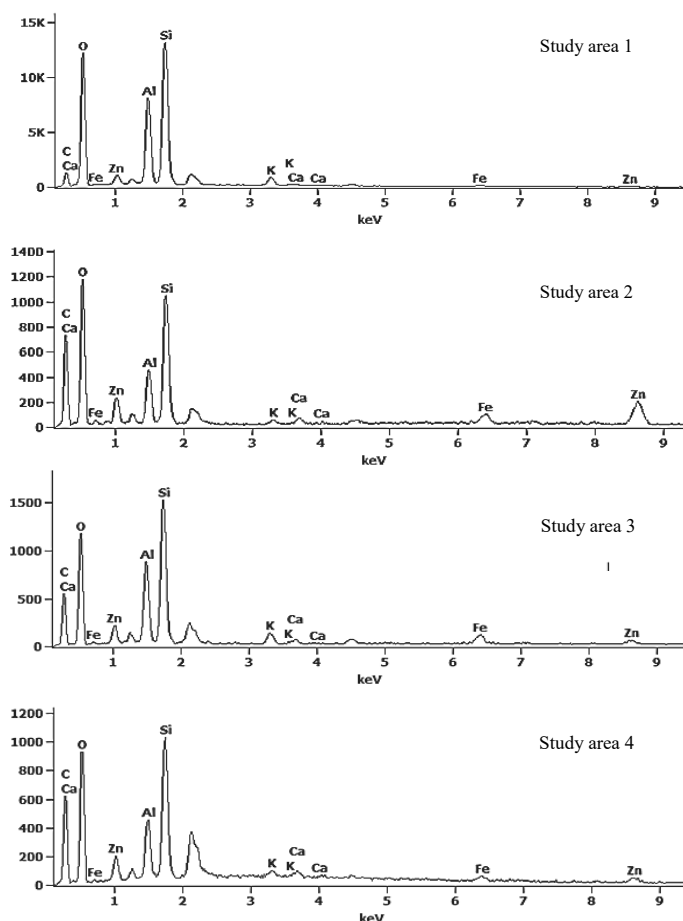 15K
Si
Study area 1
O
10K
Al
5K
C
K
Ca Fe Zn K Ca Ca Fe Zn
0
1 2 3 4 5 6 7 8 9
keV
1400
1200
O
Si
Study area 2
1000
C
800
Ca
600
Al
400
Zn Ca Zn
200
Fe K K Ca Fe
0
1 2 3 4 5 6 7 8 9
keV
Si
1500
O
Study area 3
1000
Al
C
Ca
500
Zn Ca
Fe K K Ca Fe Zn
0
1 2 3 4 5 6 7 8 9
keV
1200
Si
1000
O
Study area 4
800
C
Ca
600
Al
400
Zn Ca
200
Fe K K Ca Fe Zn
0
1 2 3 4 5 6 7 8 9
keV